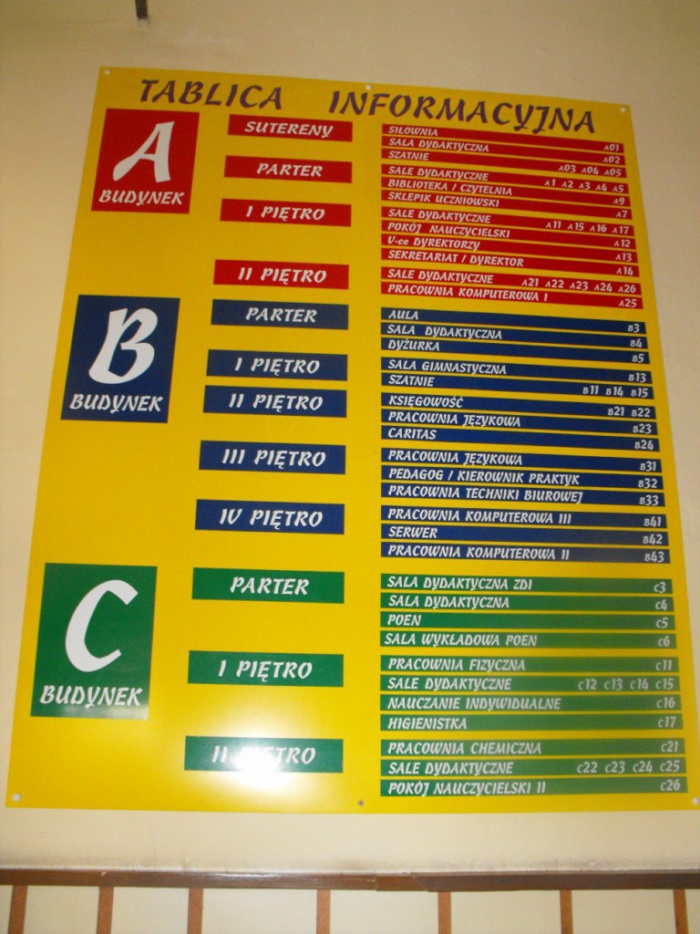 TABLICA INFORMACYJNA
A
BUDYNEK
SUTERENY
SIŁOWNIA A01
SALA DYDAKTYCZNA A02
SZATNIE A03 A04 A05
PARTER
SALE DYDAKTYCZNE A1 A2 A3 A4 A5
BIBLIOTEKA / CZYTELNIA A9
SKLEPIK UCZNIOWSKI A7
I PIĘTRO
SALE DYDAKTYCZNE A11 A15 A16 A17
POKÓJ NAUCZYCIELSKI A12
V-ce DYREKTORZY A13
SEKRETARIAT / DYREKTOR A14
II PIĘTRO
SALE DYDAKTYCZNE A21 A22 A23 A24 A26
PRACOWNIA KOMPUTEROWA I A25
B
BUDYNEK
PARTER
AULA B3
SALA DYDAKTYCZNA B4
DYŻURKA B5
I PIĘTRO
SALA GIMNASTYCZNA B13
SZATNIE B11 B14 B15
II PIĘTRO
KSIĘGOWOŚĆ B21 B22
PRACOWNIA JĘZYKOWA B23
CARITAS B24
III PIĘTRO
PRACOWNIA JĘZYKOWA B31
PEDAGOG / KIEROWNIK PRAKTYK B32
PRACOWNIA TECHNIKI BIUROWEJ B33
IV PIĘTRO
PRACOWNIA KOMPUTEROWA III B41
SERWER B42
PRACOWNIA KOMPUTEROWA II B43
C
BUDYNEK
PARTER
SALA DYDAKTYCZNA ZDI C3
SALA DYDAKTYCZNA C4
POEN C5
SALA WYKŁADOWA POEN C6
I PIĘTRO
PRACOWNIA FIZYCZNA C11
SALE DYDAKTYCZNE C12 C13 C14 C15
NAUCZANIE INDYWIDUALNE C16
HIGIENISTKA C17
II PIĘTRO
PRACOWNIA CHEMICZNA C21
SALE DYDAKTYCZNE C22 C23 C24 C25
POKÓJ NAUCZYCIELSKI II C26